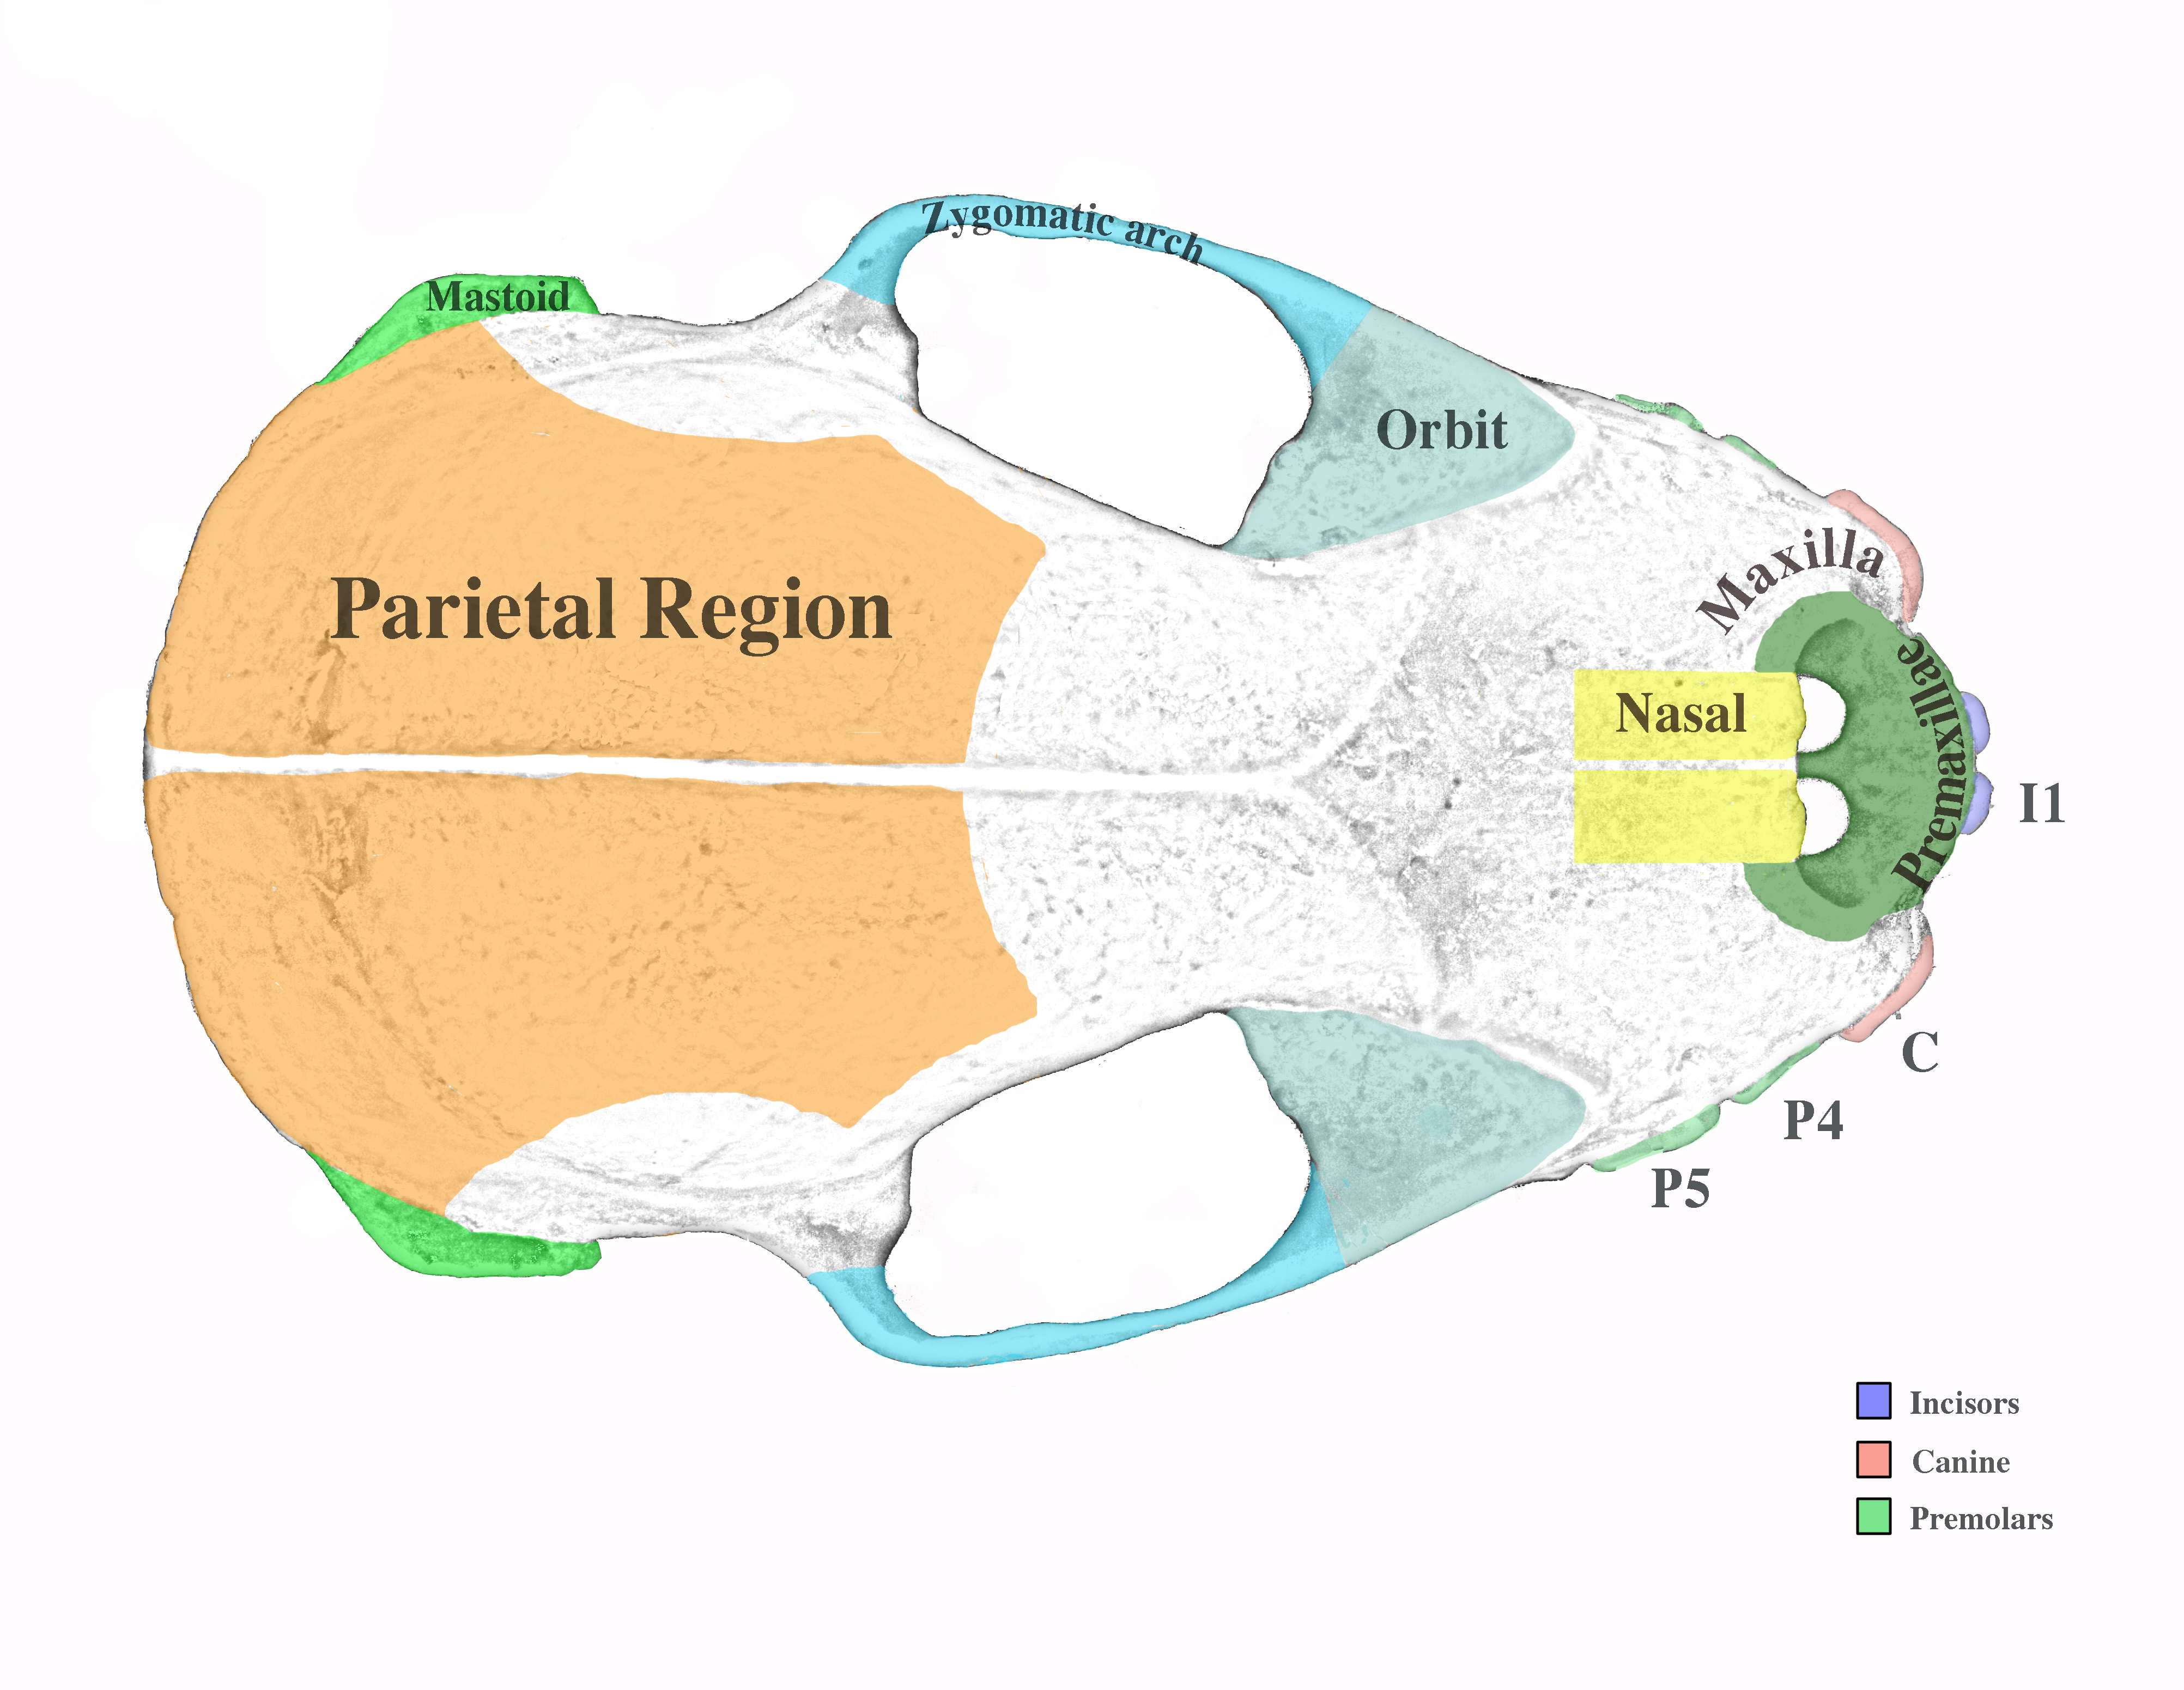 Zygomatic arch
Mastoid
Orbit
Maxilla
Parietal Region
Nasal
Premaxillae
I1
C
P4
P5
Incisors
Canine
Premolars